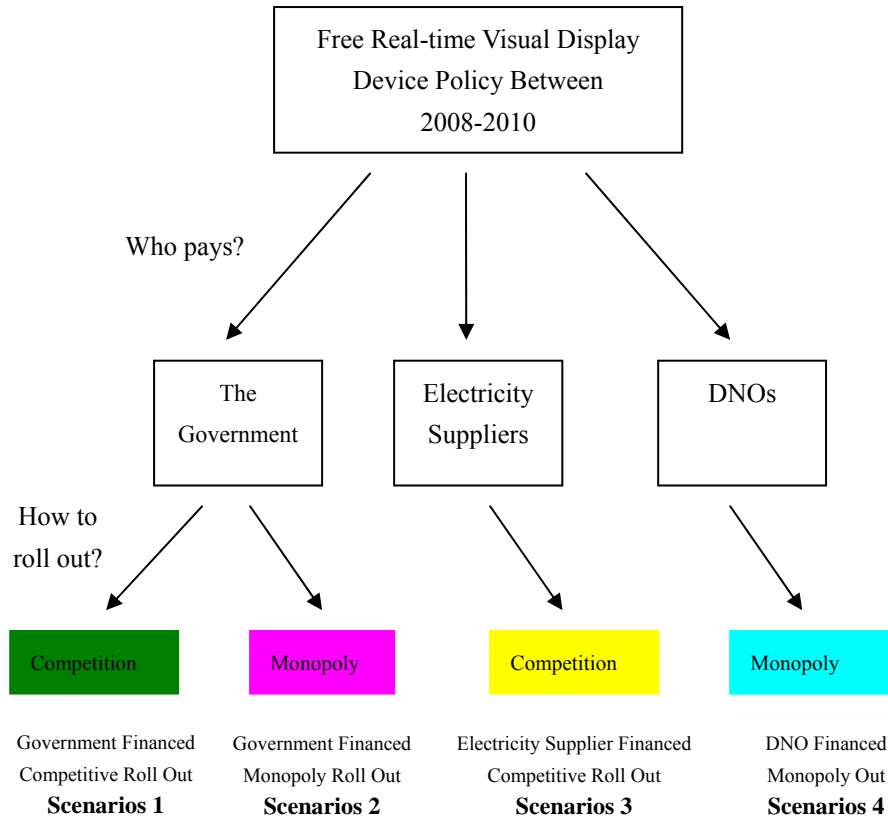 Free Real-time Visual Display
Device Policy Between
2008-2010
Who pays?
The
Government
Electricity
Suppliers
DNOs
How to
roll out?
Competition
Monopoly
Competition
Monopoly
Government Financed
Competitive Roll Out
Scenarios 1
Government Financed
Monopoly Roll Out
Scenarios 2
Electricity Supplier Financed
Competitive Roll Out
Scenarios 3
DNO Financed
Monopoly Out
Scenarios 4